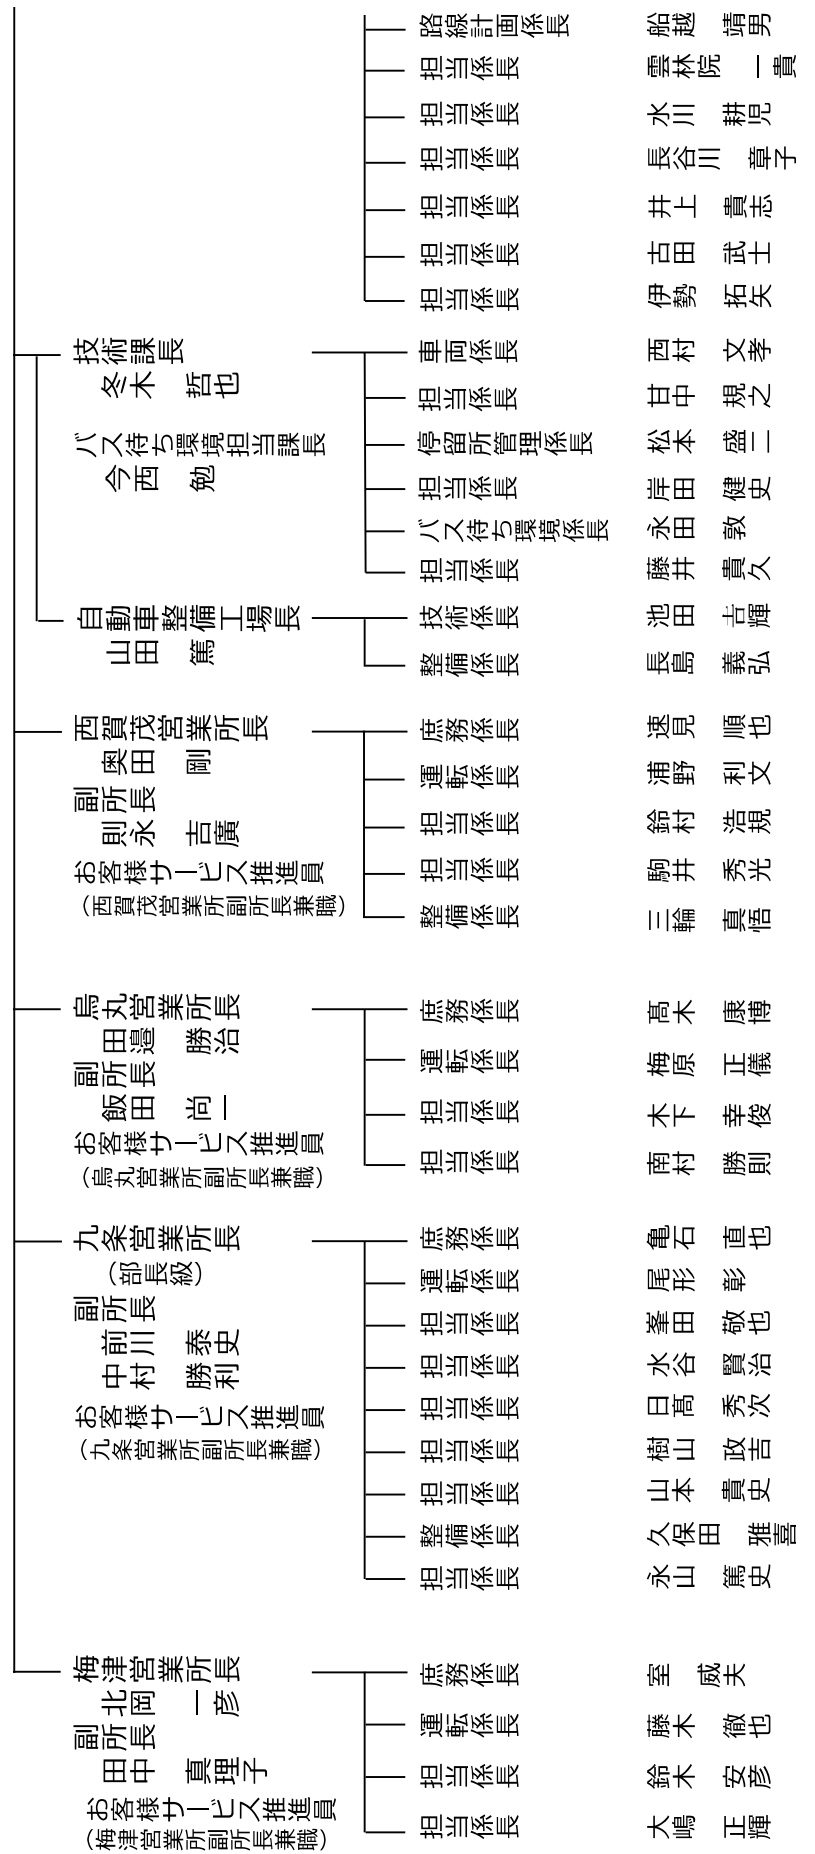 路線計画係長　船越　靖男
担当係長　雲林院　一貴
担当係長　水川　耕児
担当係長　長谷川　章子
担当係長　井上　貴志
担当係長　古田　武士
担当係長　伊勢　拓矢
技術課長
冬木　哲也
バス待ち環境担当課長
今西　勉
車両係長　西村　文孝
担当係長　甘中　規之
停留所管理係長　松本　盛二
担当係長　岸田　健史
バス待ち環境係長　永田　敦
担当係長　藤井　貴久
自動車整備工場長
山田　篤
技術係長　池田　𠮷輝
整備係長　長島　義弘
西賀茂営業所長
奥田　剛
副所長
則永　吉廣
お客様サービス推進員
（西賀茂営業所副所長兼職）
庶務係長　速見　順也
運転係長　浦野　利文
担当係長　鈴村　浩規
担当係長　駒井　秀光
整備係長　三輪　真悟
烏丸営業所長
田邉　勝治
副所長
飯田　尚一
お客様サービス推進員
（烏丸営業所副所長兼職）
庶務係長　髙木　康博
運転係長　梅原　正儀
担当係長　木下　幸俊
担当係長　南村　勝則
九条営業所長
（部長級）
副所長
前川　泰史
中村　勝利
お客様サービス推進員
（九条営業所副所長兼職）
庶務係長　亀石　直也
運転係長　尾形　彰
担当係長　峯田　敬也
担当係長　水谷　賢治
担当係長　日髙　秀次
担当係長　樹山　政吉
担当係長　山本　貴史
整備係長　久保田　雅喜
担当係長　永山　篤史
梅津営業所長
北岡　一彦
副所長
田中　真理子
お客様サービス推進員
（梅津営業所副所長兼職）
庶務係長　室　威夫
運転係長　藤木　徹也
担当係長　鈴木　安彦
担当係長　大嶋　正輝